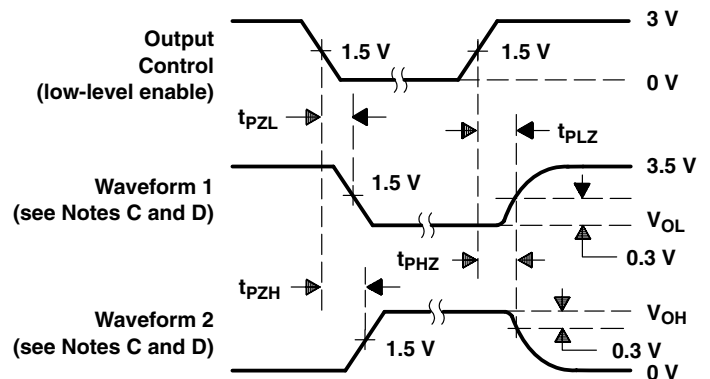 Output
Control
(low-level enable)
1.5 V
1.5 V
3 V
0 V
tPZL
tPLZ
Waveform 1
(see Notes C and D)
1.5 V
3.5 V
VOL
0.3 V
tPHZ
tPZH
Waveform 2
(see Notes C and D)
1.5 V
VOH
0.3 V
0 V